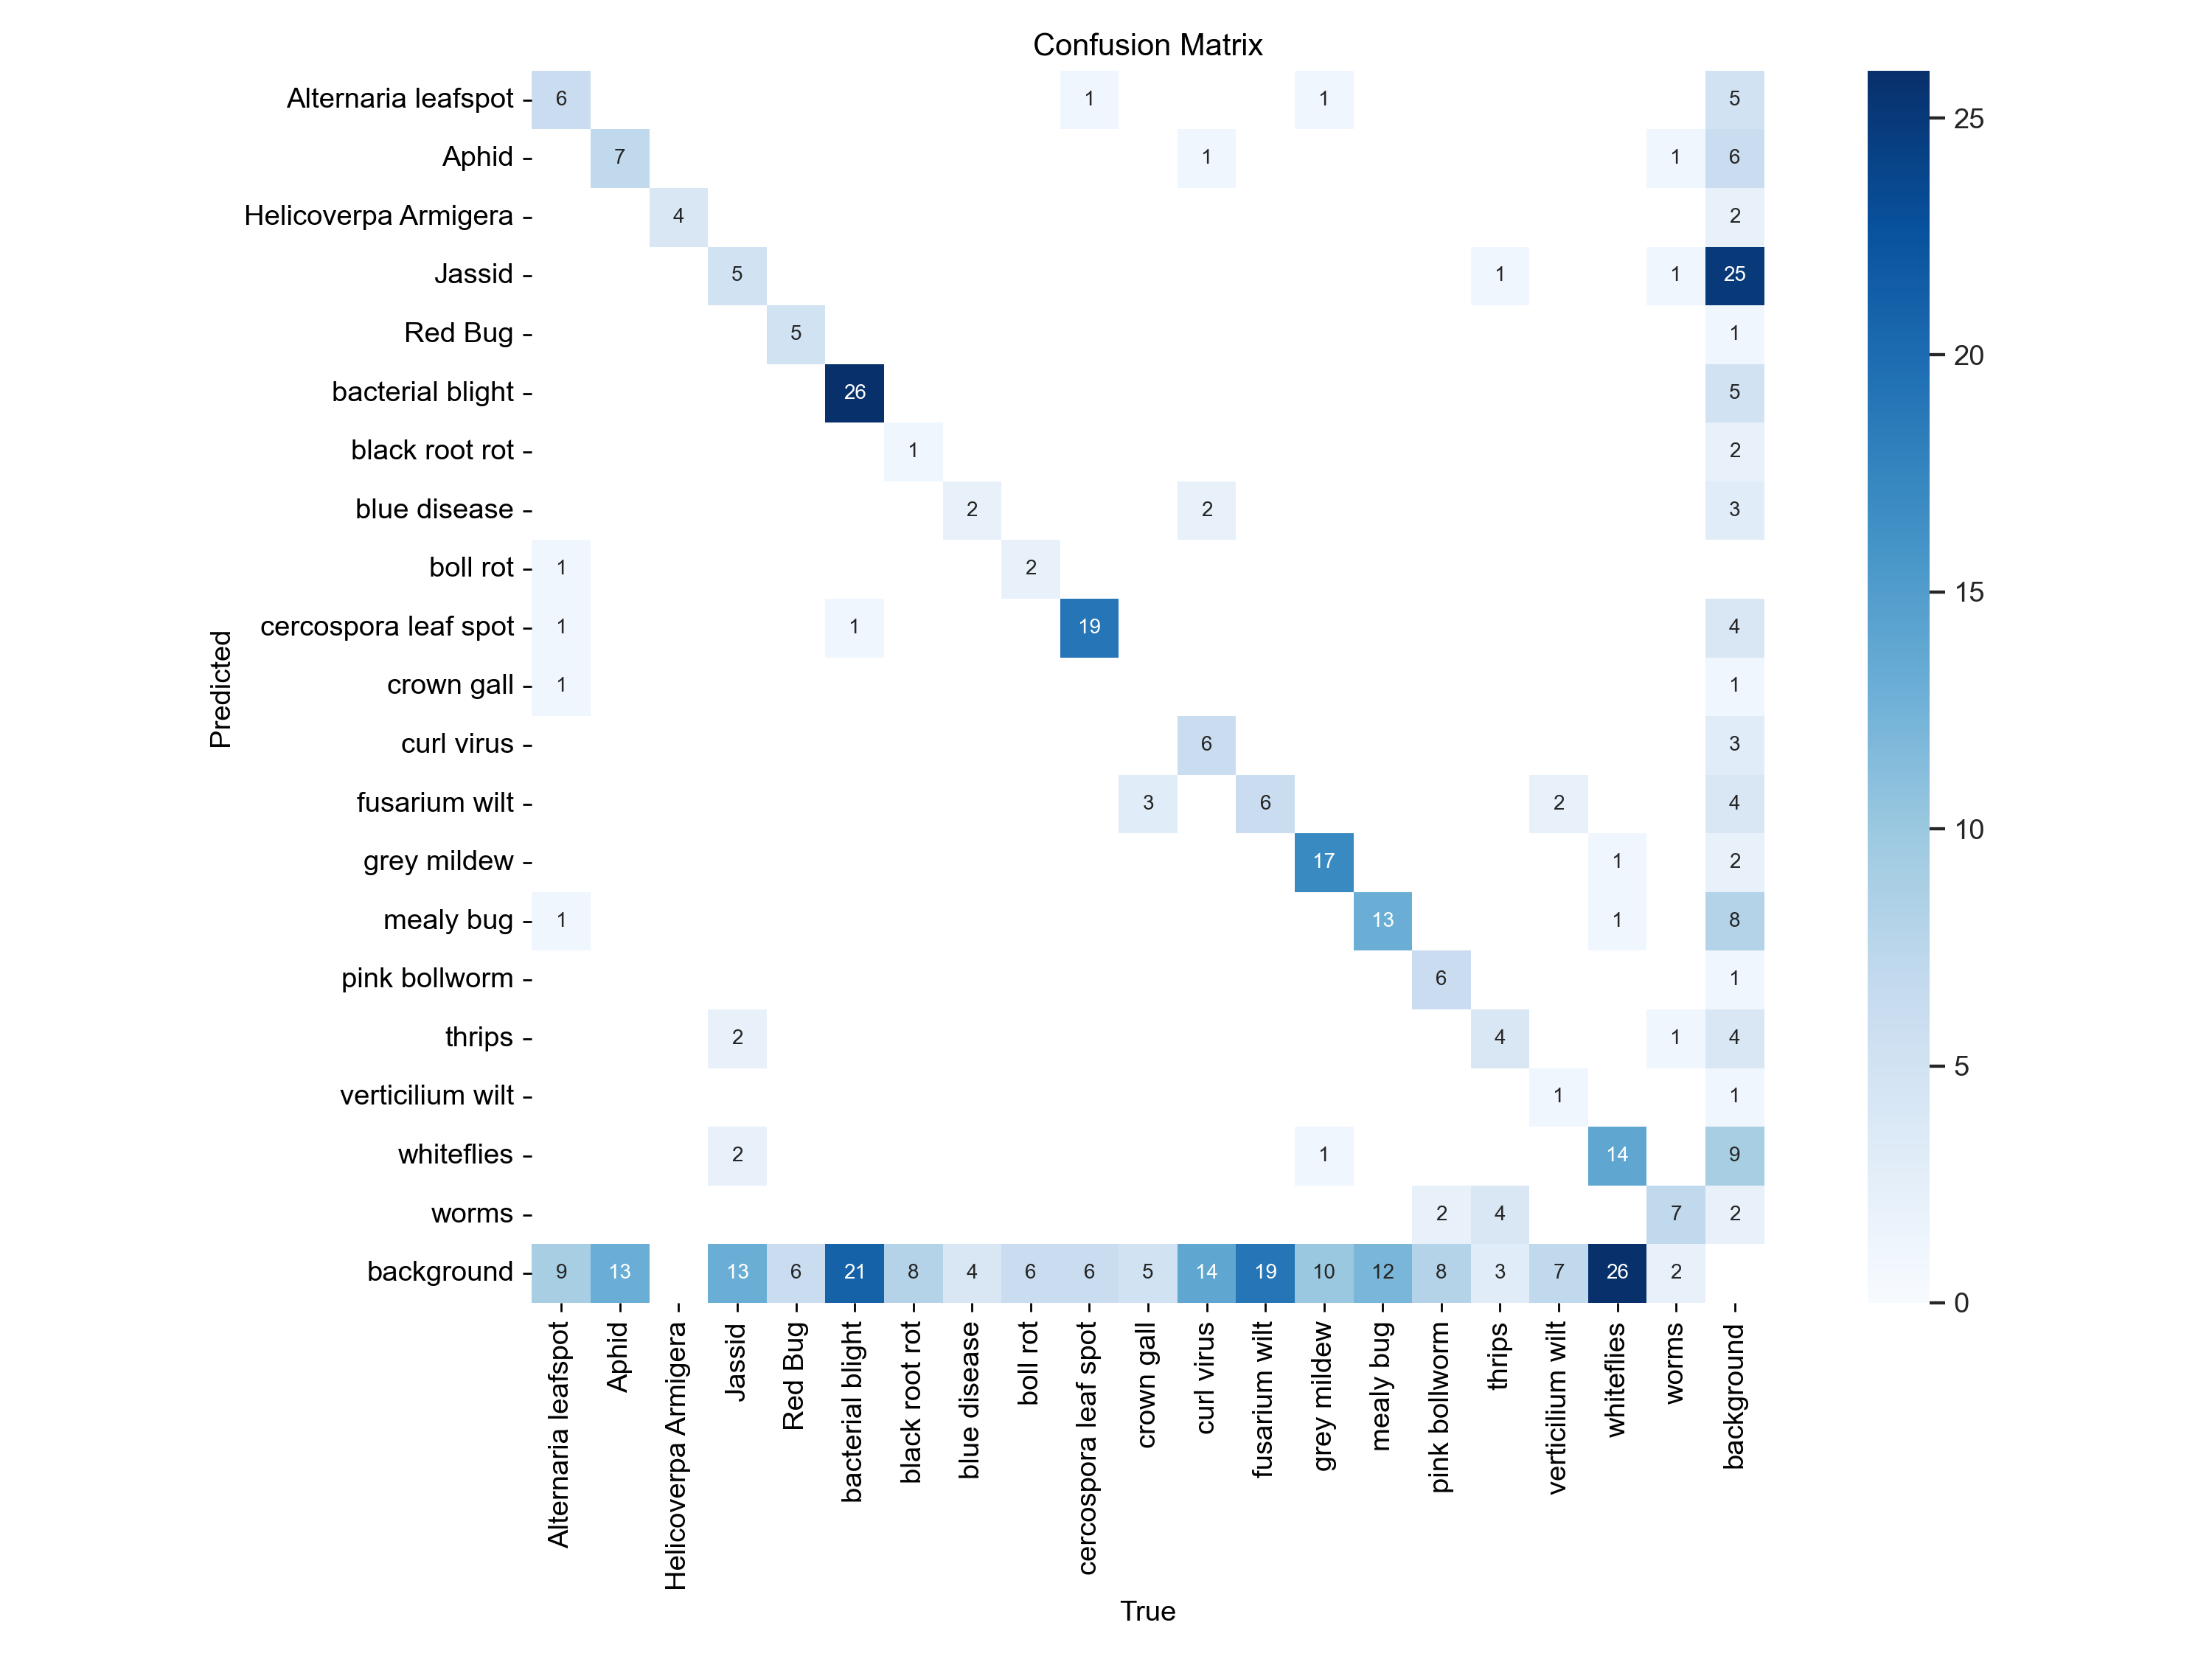 Confusion Matrix
Alternaria leafspot 6 1 1 5
Aphid 7 1 1 6
Helicoverpa Armigera 4 2
Jassid 5 1 1 25
Red Bug 5 1
bacterial blight 26 5
black root rot 1 2
blue disease 2 2 3
boll rot 1 2
cercospora leaf spot 1 1 19 4
crown gall 1 1
curl virus 6 3
fusarium wilt 3 6 2 4
grey mildew 17 1 2
mealy bug 1 13 1 8
pink bollworm 6 1
thrips 2 4 1 4
verticilium wilt 1 1
whiteflies 2 1 14 9
worms 2 4 7 2
background 9 13 13 6 21 8 4 6 6 5 14 19 10 12 8 3 7 26 2
Predicted
Alternaria leafspot
Aphid
Helicoverpa Armigera
Jassid
Red Bug
bacterial blight
black root rot
blue disease
boll rot
cercospora leaf spot
crown gall
curl virus
fusarium wilt
grey mildew
mealy bug
pink bollworm
thrips
verticilium wilt
whiteflies
worms
background
True
25
20
15
10
5
0